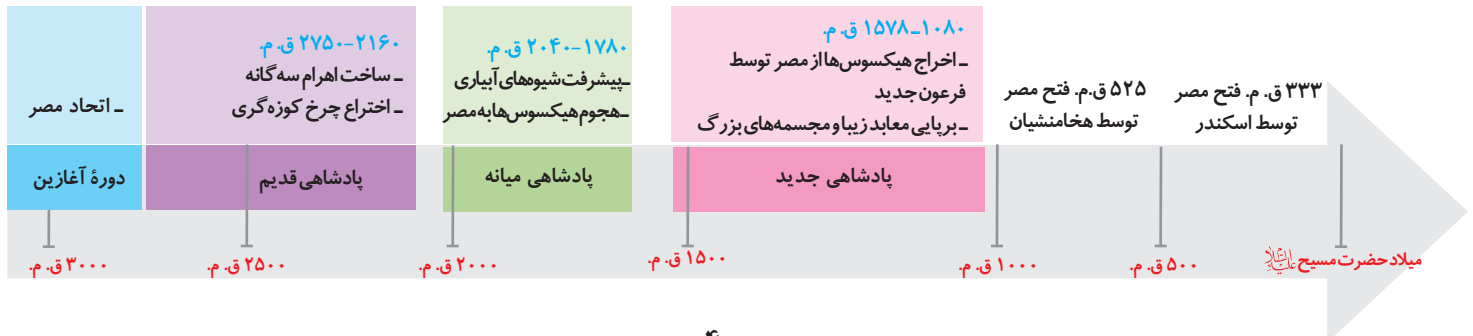 ـ اتحاد مصر
دورهٔ آغازین
۲۷۵۰-۲۱۶۰ ق. م.
ـ ساخت اهرام سه‌گانه
ـ اختراع چرخ کوزه‌گری
پادشاهی قدیم
۲۰۴۰-۱۷۸۰ ق. م.
ـ پیشرفت شیوه‌های آبیاری
ـ هجوم هیکسوس‌ها به مصر
پادشاهی میانه
۱۵۷۸ـ۱۰۸۰ ق. م.
ـ اخراج هیکسوس‌ها از مصر توسط
فرعون جدید
ـ برپایی معابد زیبا و مجسمه‌های بزرگ
پادشاهی جدید
۵۲۵ ق.م. فتح مصر
توسط هخامنشیان
۳۳۳ ق. م. فتح مصر
توسط اسکندر
۳۰۰۰ ق. م.
۲۵۰۰ ق. م.
۲۰۰۰ ق. م.
۱۵۰۰ ق. م.
۱۰۰۰ ق. م.
۵۰۰ ق. م.
میلاد حضرت مسیح علیه‌السلام